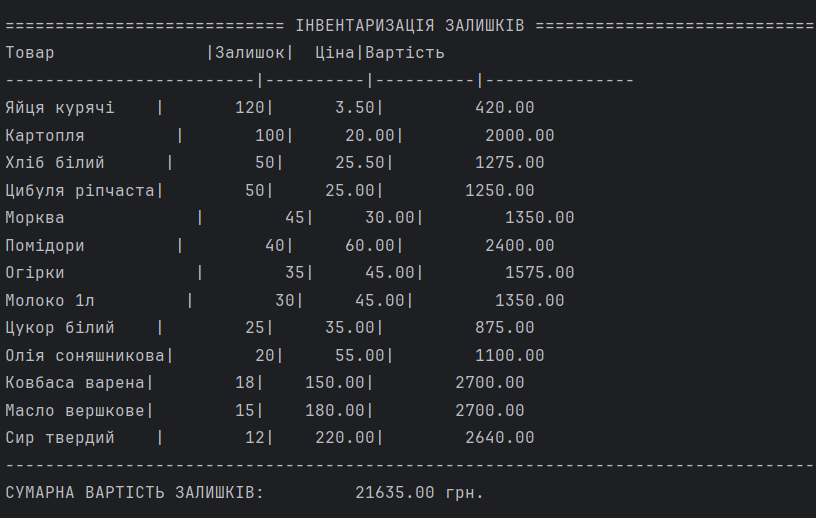 ============================ ІНВЕНТАРИЗАЦІЯ ЗАЛИШКІВ ============================
Товар               |Залишок|  Ціна|Вартість
-------------------------|----------|----------|---------------
Яйця курячі    |       120|      3.50|         420.00
Картопля         |       100|     20.00|        2000.00
Хліб білий      |        50|     25.50|        1275.00
Цибуля ріпчаста|        50|     25.00|        1250.00
Морква             |        45|     30.00|        1350.00
Помідори         |        40|     60.00|        2400.00
Огірки             |        35|     45.00|        1575.00
Молоко 1л         |        30|     45.00|        1350.00
Цукор білий    |        25|     35.00|         875.00
Олія соняшникова|        20|     55.00|        1100.00
Ковбаса варена|        18|    150.00|        2700.00
Масло вершкове|        15|    180.00|        2700.00
Сир твердий    |        12|    220.00|        2640.00
---------------------------------------------------------------------------------
СУМАРНА ВАРТІСТЬ ЗАЛИШКІВ:         21635.00 грн.